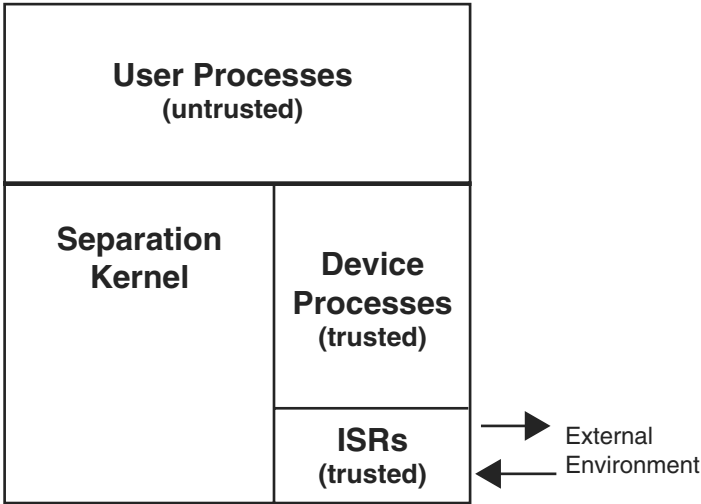 User Processes
(untrusted)
Separation
Kernel
Device
Processes
(trusted)
ISRs
(trusted)
External
Environment